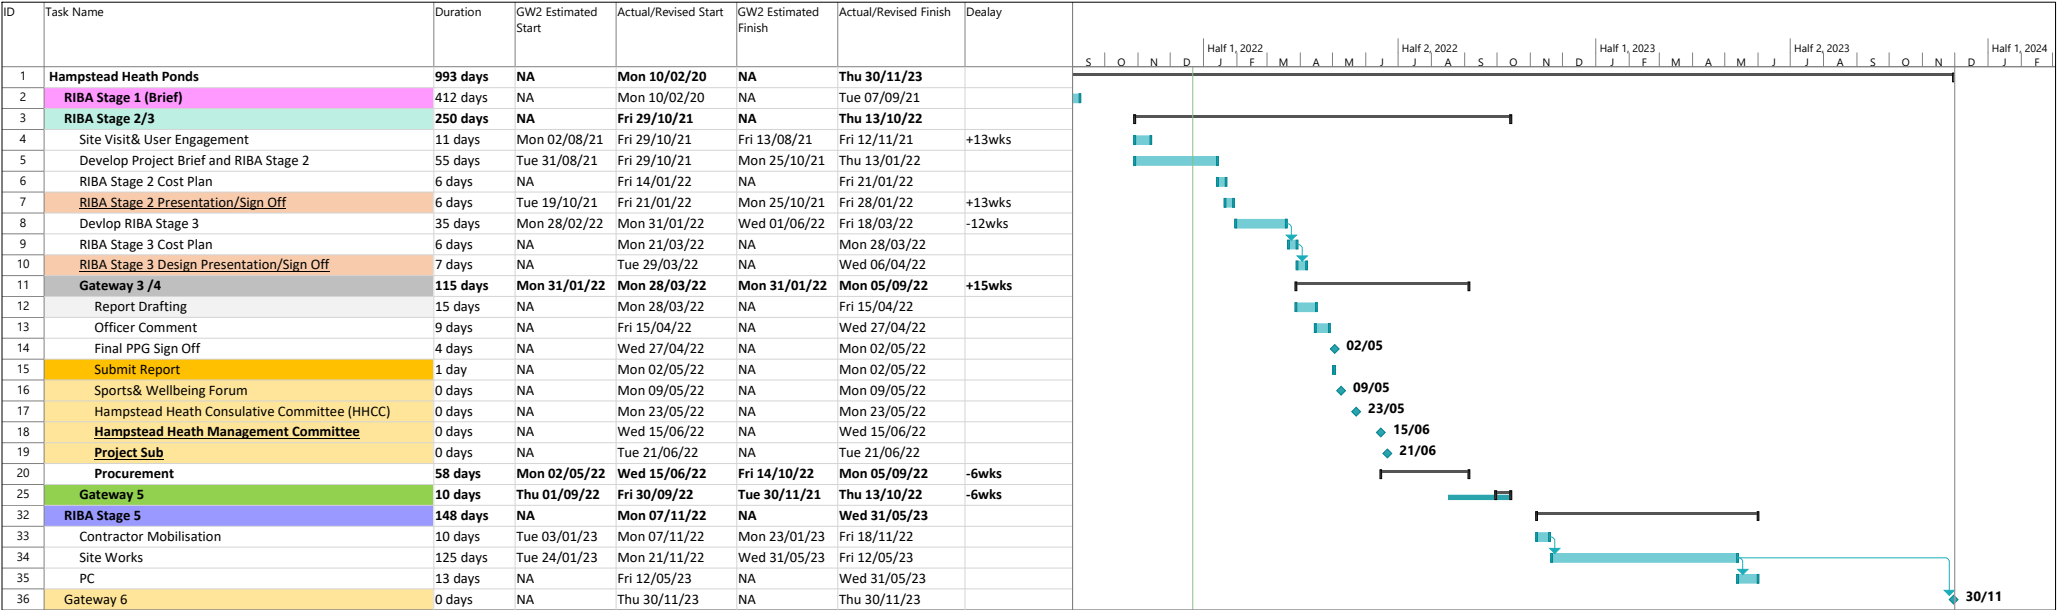 ID Task Name Duration GW2 Estimated Start Actual/Revised Start GW2 Estimated Finish Actual/Revised Finish Dealay
Half 1, 2022 Half 2, 2022 Half 1, 2023 Half 2, 2023 Half 1, 2024
S O N D J F M A M J J A S O N D J F M A M J J A S O N D J F
1 Hampstead Heath Ponds 993 days NA Mon 10/02/20 NA Thu 30/11/23
2 RIBA Stage 1 (Brief) 412 days NA Mon 10/02/20 NA Tue 07/09/21
3 RIBA Stage 2/3 250 days NA Fri 29/10/21 NA Thu 13/10/22
4 Site Visit& User Engagement 11 days Mon 02/08/21 Fri 29/10/21 Fri 13/08/21 Fri 12/11/21 +13wks
5 Develop Project Brief and RIBA Stage 2 55 days Tue 31/08/21 Fri 29/10/21 Mon 25/10/21 Thu 13/01/22
6 RIBA Stage 2 Cost Plan 6 days NA Fri 14/01/22 NA Fri 21/01/22
7 RIBA Stage 2 Presentation/Sign Off 6 days Tue 19/10/21 Fri 21/01/22 Mon 25/10/21 Fri 28/01/22 +13wks
8 Devlop RIBA Stage 3 35 days Mon 28/02/22 Mon 31/01/22 Wed 01/06/22 Fri 18/03/22 -12wks
9 RIBA Stage 3 Cost Plan 6 days NA Mon 21/03/22 NA Mon 28/03/22
10 RIBA Stage 3 Design Presentation/Sign Off 7 days NA Tue 29/03/22 NA Wed 06/04/22
11 Gateway 3 /4 115 days Mon 31/01/22 Mon 28/03/22 Mon 31/01/22 Mon 05/09/22 +15wks
12 Report Drafting 15 days NA Mon 28/03/22 NA Fri 15/04/22
13 Officer Comment 9 days NA Fri 15/04/22 NA Wed 27/04/22
14 Final PPG Sign Off 4 days NA Wed 27/04/22 NA Mon 02/05/22 02/05
15 Submit Report 1 day NA Mon 02/05/22 NA Mon 02/05/22
16 Sports& Wellbeing Forum 0 days NA Mon 09/05/22 NA Mon 09/05/22 09/05
17 Hampstead Heath Consulative Committee (HHCC) 0 days NA Mon 23/05/22 NA Mon 23/05/22 23/05
18 Hampstead Heath Management Committee 0 days NA Wed 15/06/22 NA Wed 15/06/22 15/06
19 Project Sub 0 days NA Tue 21/06/22 NA Tue 21/06/22 21/06
20 Procurement 58 days Mon 02/05/22 Wed 15/06/22 Fri 14/10/22 Mon 05/09/22 -6wks
25 Gateway 5 10 days Thu 01/09/22 Fri 30/09/22 Tue 30/11/21 Thu 13/10/22 -6wks
32 RIBA Stage 5 148 days NA Mon 07/11/22 NA Wed 31/05/23
33 Contractor Mobilisation 10 days Tue 03/01/23 Mon 07/11/22 Mon 23/01/23 Fri 18/11/22
34 Site Works 125 days Tue 24/01/23 Mon 21/11/22 Wed 31/05/23 Fri 12/05/23
35 PC 13 days NA Fri 12/05/23 NA Wed 31/05/23
36 Gateway 6 0 days NA Thu 30/11/23 NA Thu 30/11/23 30/11